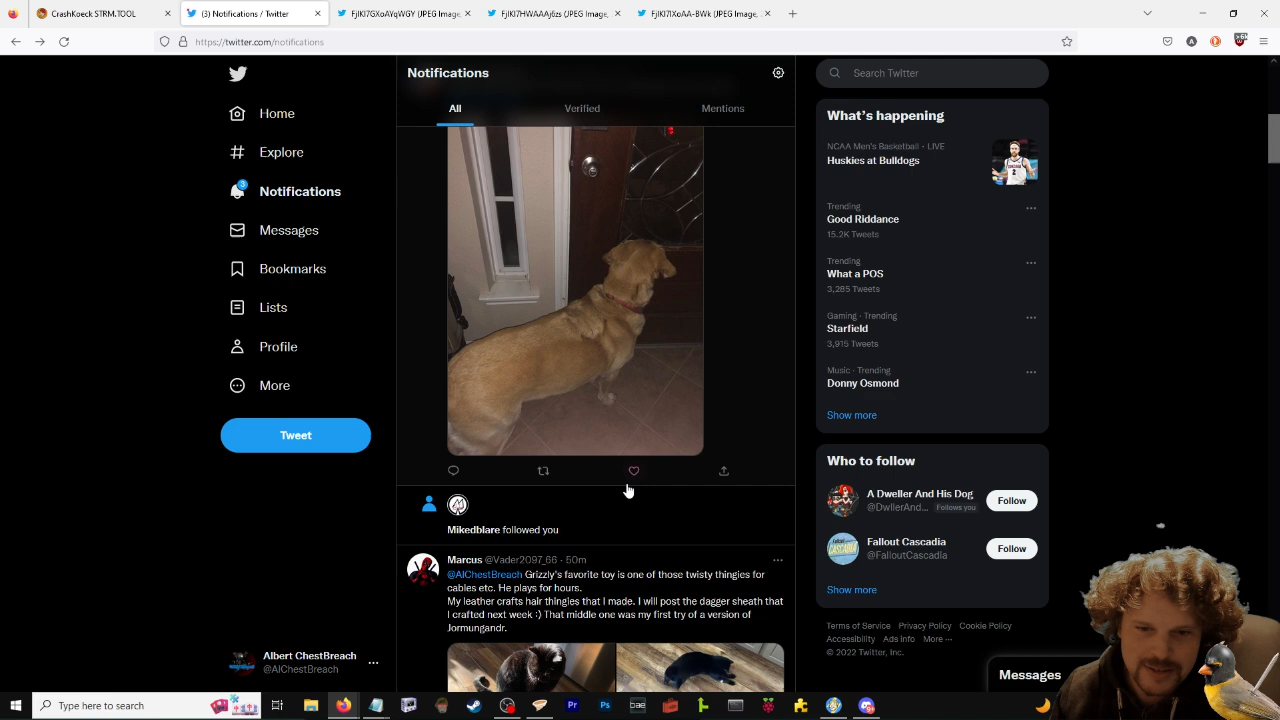 CrashKoeck STRM.TOOL
(3) Notifications / Twitter
FjIKI7GXoAYqWGY (JPEG Image,
FjIKI7HWAAAj6zs (JPEG Image,
FjIKI7IXoAA-BWk (JPEG Image,
https://twitter.com/notifications
Home
Explore
3
Notifications
Messages
Bookmarks
Lists
Profile
More
Tweet
Albert ChestBreach
@AlChestBreach
Notifications
All
Verified
Mentions
Mikedblare followed you
Marcus @Vader2097_66 · 50m
@AlChestBreach Grizzly's favorite toy is one of those twisty thingies for
cables etc. He plays for hours.
My leather crafts hair thingies that I made. I will post the dagger sheath that
I crafted next week :) That middle one was my first try of a version of
Jormungandr.
Search Twitter
What's happening
NCAA Men's Basketball · LIVE
Huskies at Bulldogs
Trending
Good Riddance
15.2K Tweets
Trending
What a POS
3,285 Tweets
Gaming · Trending
Starfield
3,915 Tweets
Music · Trending
Donny Osmond
Show more
Who to follow
A Dweller And His Dog
@DwllerAnd... Follows you
Follow
Fallout Cascadia
@FalloutCascadia
Follow
Show more
Terms of Service Privacy Policy Cookie Policy
Accessibility Ads info More ...
© 2022 Twitter, Inc.
Messages
Type here to search